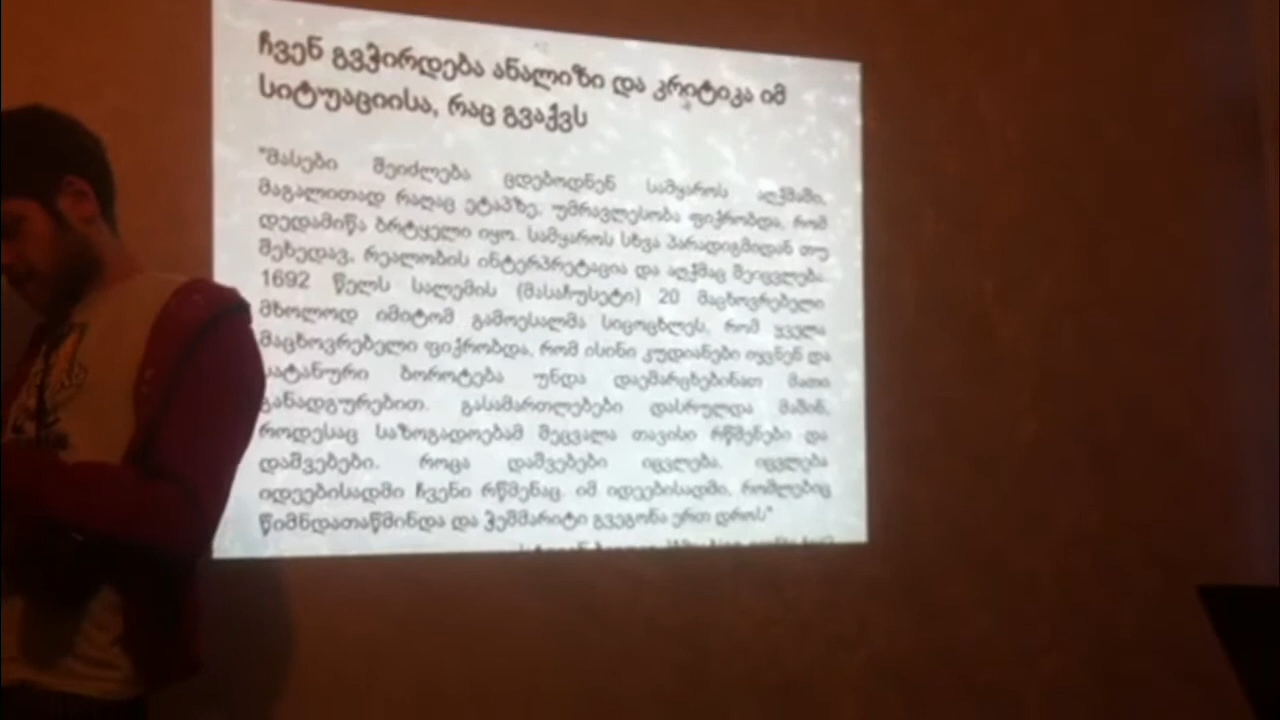 ჩვენ გვჭირდება ანალიზი და კრიტიკა იმ
სიტუაციისა, რაც გვაქვს
"მასები შეიძლება ცდებოდნენ სამყაროს აღქმაში,
მაგალითად რაღაც ეტაპზე, უმრავლესობა ფიქრობდა, რომ
დედამიწა ბრტყელი იყო. სამყაროს სხვა პარადიგმიდან თუ
შეხედავ, რეალობის ინტერპრეტაცია და აღქმაც შეიცვლება.
1692 წელს სალემის (მასაჩუსეტი) 20 მაცხოვრებელი
მხოლოდ იმიტომ გამოესალმა სიცოცხლეს, რომ ყველა
მაცხოვრებელი ფიქრობდა, რომ ისინი კუდიანები იყვნენ და
სატანური ბოროტება უნდა დაემარცხებინათ მათი
განადგურებით. გასამართლებები დასრულდა მაშინ,
როდესაც საზოგადოებამ შეცვალა თავისი რწმენები და
დაშვებები. როცა დაშვებები იცვლება, იცვლება
იდეებისადმი ჩვენი რწმენაც. იმ იდეებისადმი, რომლებიც
წიმნდათაწმინდა და ჭეშმარიტი გვეგონა ერთ დროს"